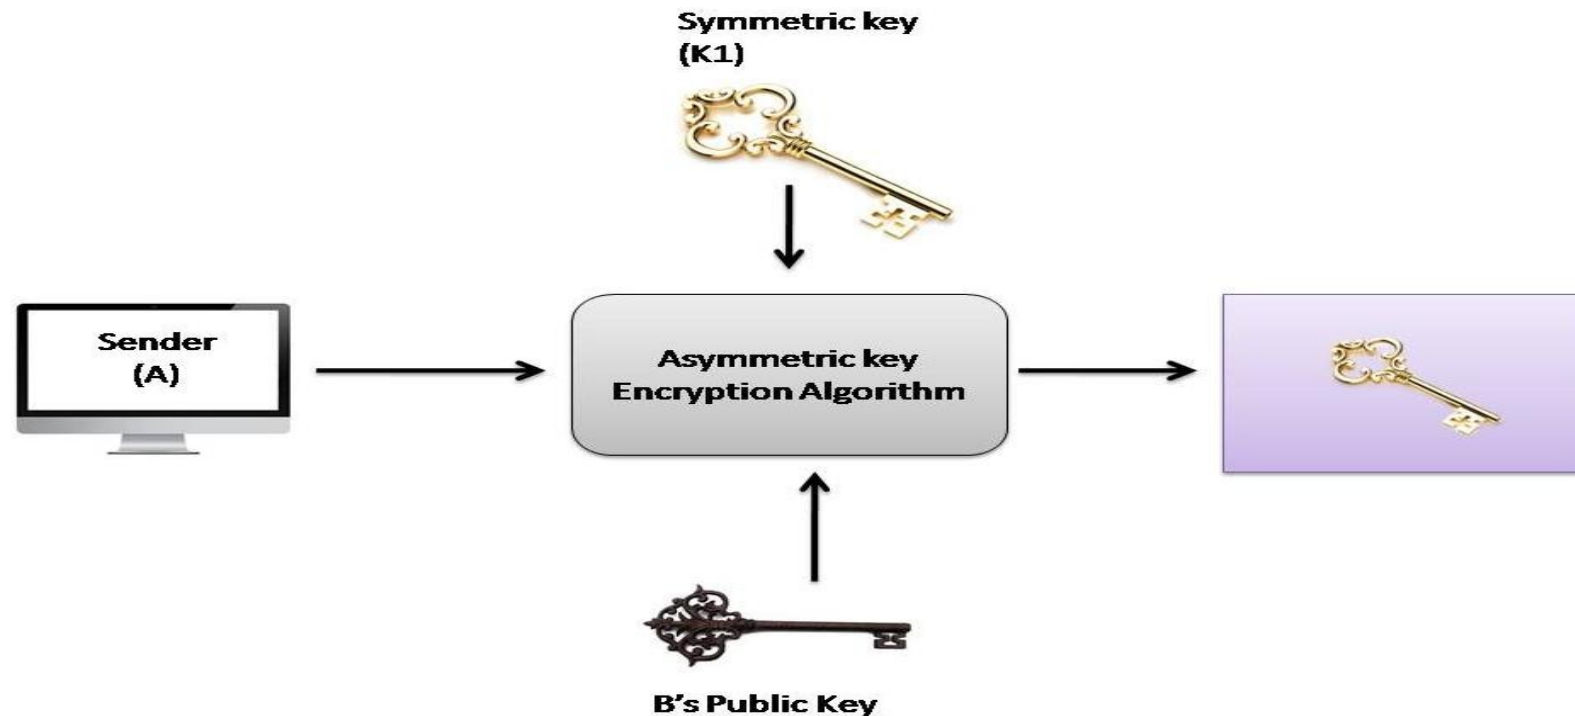 Symmetric key
(K1)
Sender
(A)
Asymmetric key
Encryption Algorithm
B's Public Key